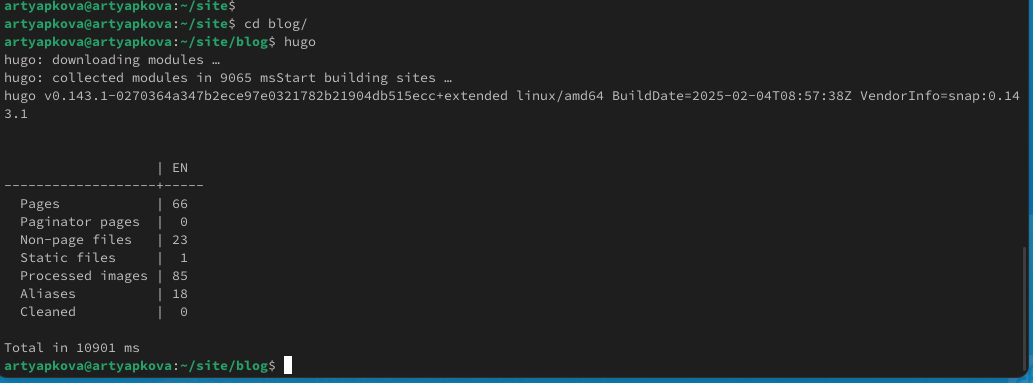 artyapkova@artyapkova:~/site$
artyapkova@artyapkova:~/site$ cd blog/
artyapkova@artyapkova:~/site/blog$ hugo
hugo: downloading modules …
hugo: collected modules in 9065 msStart building sites …
hugo v0.143.1-0270364a347b2ece97e0321782b21904db515ecc+extended linux/amd64 BuildDate=2025-02-04T08:57:38Z VendorInfo=snap:0.14
3.1
                   | EN
-------------------+-----
  Pages            | 66
  Paginator pages  |  0
  Non-page files   | 23
  Static files     |  1
  Processed images | 85
  Aliases          | 18
  Cleaned          |  0
Total in 10901 ms
artyapkova@artyapkova:~/site/blog$